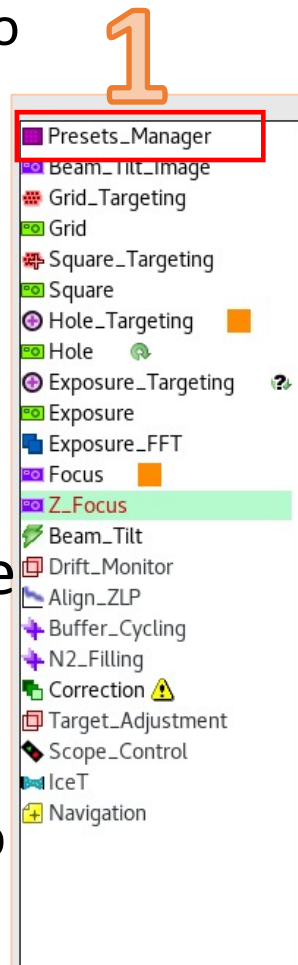 1
Presets_Manager
Beam_Tilt_Image
Grid_Targeting
Grid
Square_Targeting
Square
Hole_Targeting
Hole
Exposure_Targeting ?
Exposure
Exposure_FFT
Focus
Z_Focus
Beam_Tilt
Drift_Monitor
Align_ZLP
Buffer_Cycling
N2_Filling
Correction
Target_Adjustment
Scope_Control
IceT
Navigation